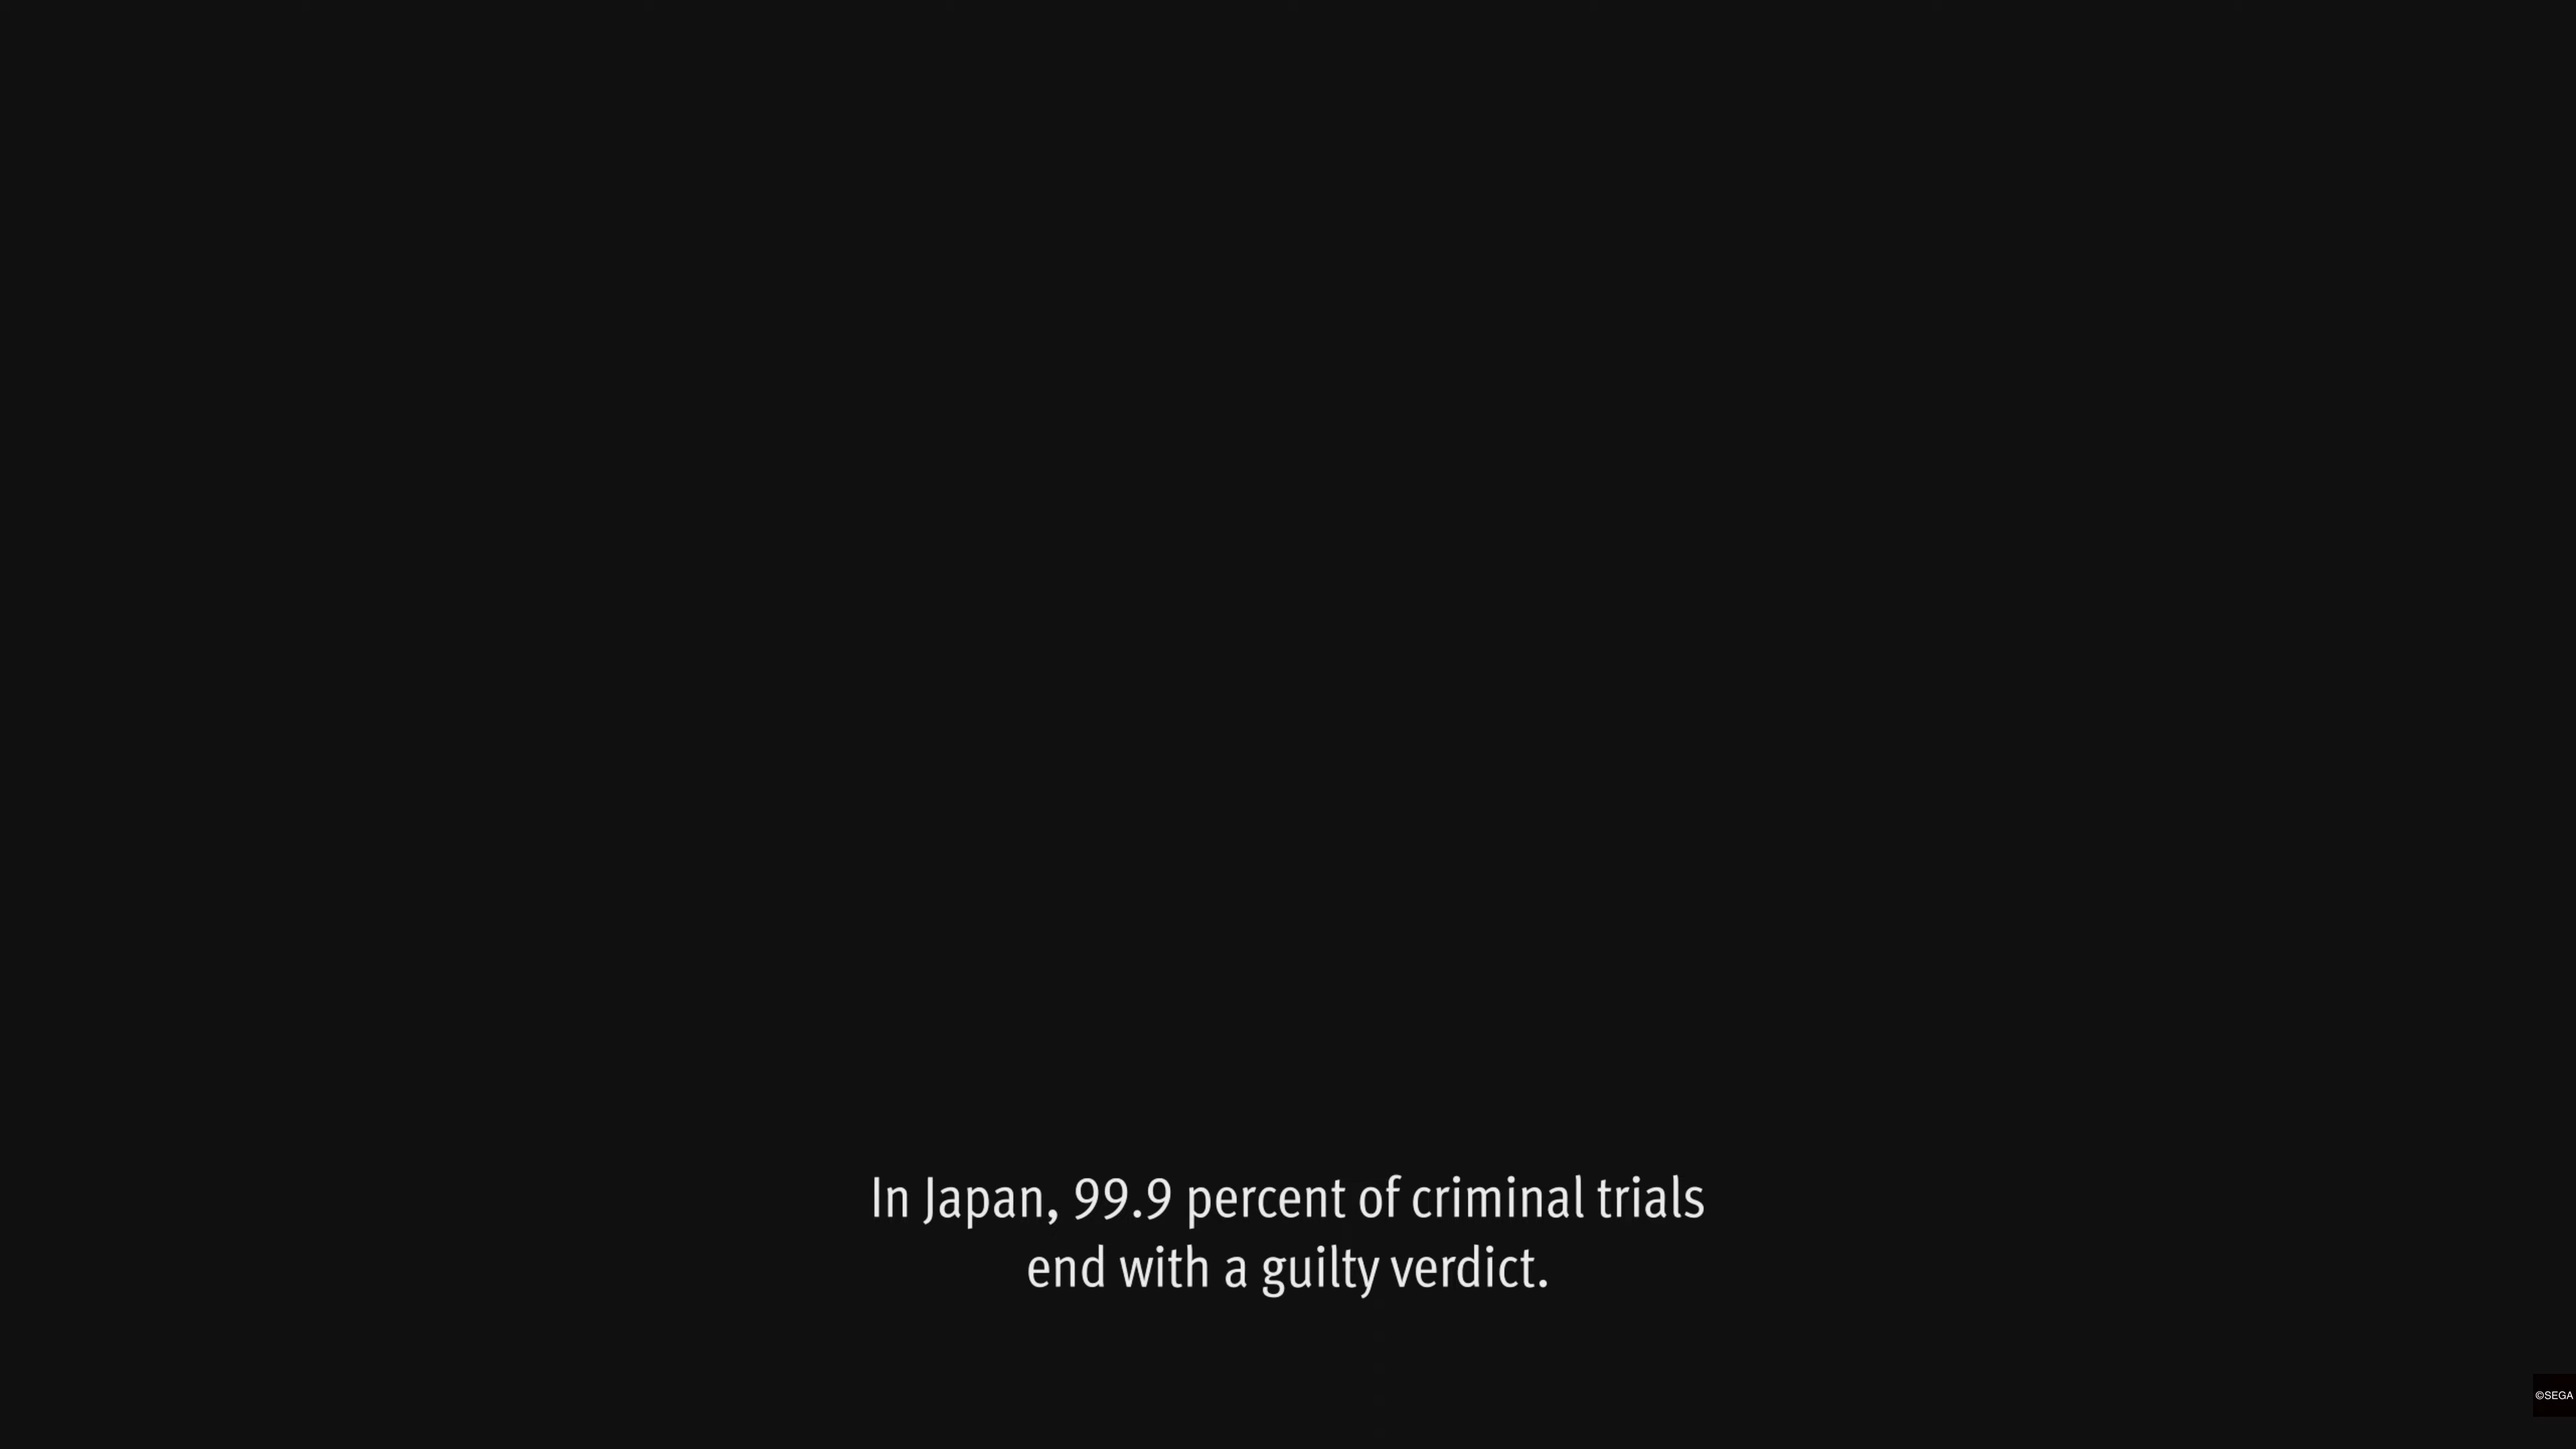 In Japan, 99.9 percent of criminal trials
end with a guilty verdict.
©SEGA